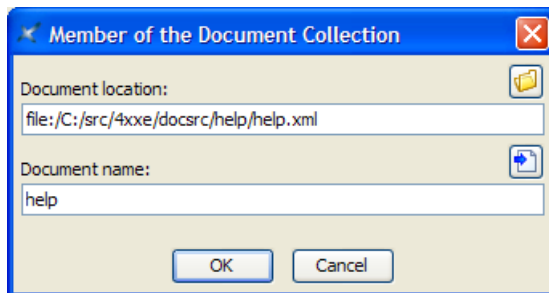 Member of the Document Collection
Document location:
file:/C:/src/4xxe/docsrc/help/help.xml
Document name:
help
OK Cancel